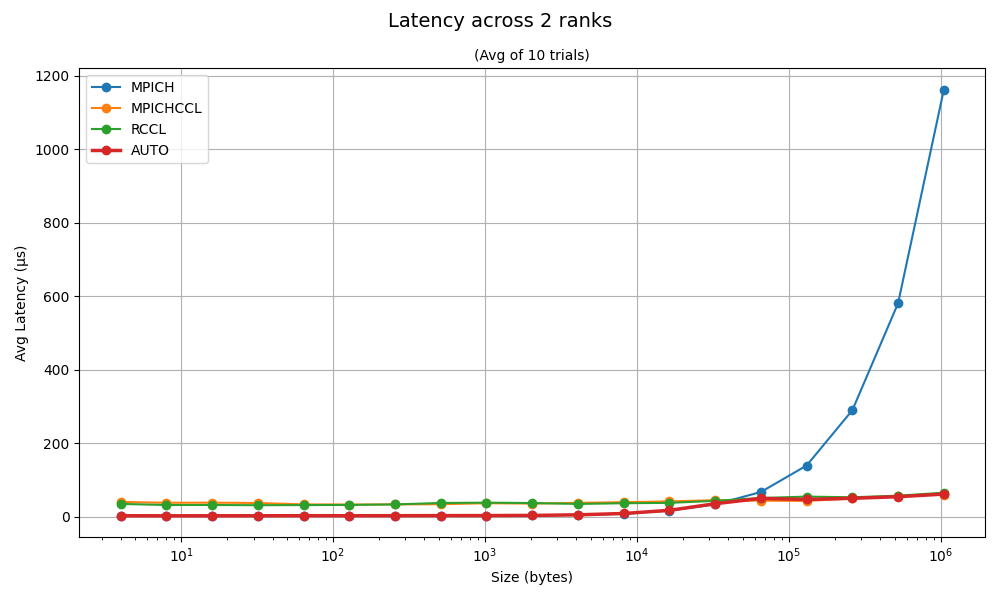 Latency across 2 ranks
(Avg of 10 trials)
MPICH
MPICHCCL
RCCL
AUTO
Avg Latency (µs)
1200
1000
800
600
400
200
0
10¹ 10² 10³ 10⁴ 10⁵ 10⁶
Size (bytes)